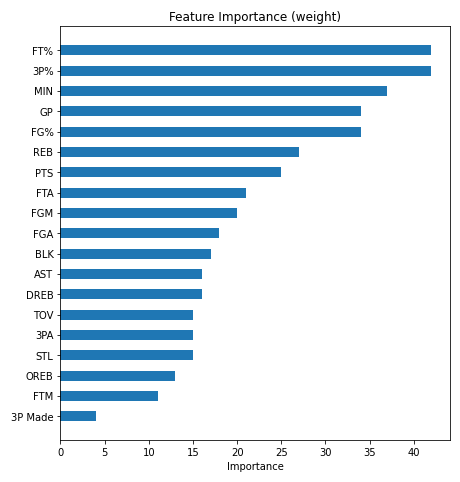 Feature Importance (weight)
FT%
3P%
MIN
GP
FG%
REB
PTS
FTA
FGM
FGA
BLK
AST
DREB
TOV
3PA
STL
OREB
FTM
3P Made
0 5 10 15 20 25 30 35 40
Importance